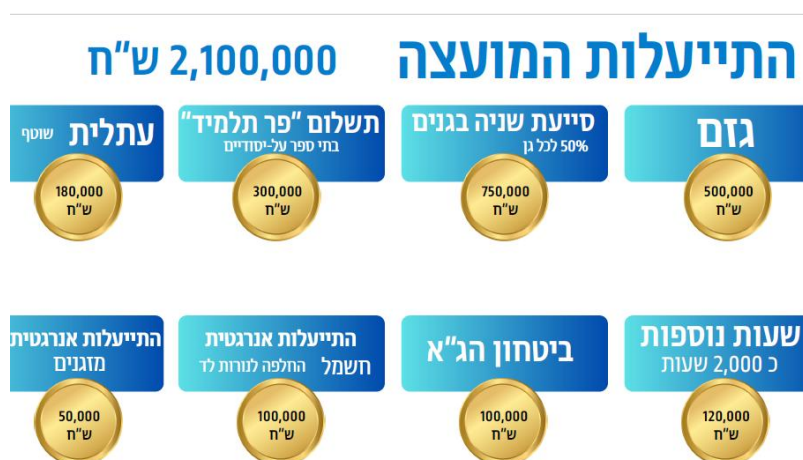 התייעלות המועצה 2,100,000 ש״ח
גזם
500,000
ש״ח
סייעת שניה בגנים
50% לכל גן
750,000
ש״ח
תשלום ״פר תלמיד״
בתי ספר על-יסודיים
300,000
ש״ח
עתלית שוטף
180,000
ש״ח
שעות נוספות
כ 2,000 שעות
120,000
ש״ח
ביטחון הג״א
100,000
ש״ח
התייעלות אנרגטית
חשמל החלפה לנורות לד
100,000
ש״ח
התייעלות אנרגטית
מזגנים
50,000
ש״ח